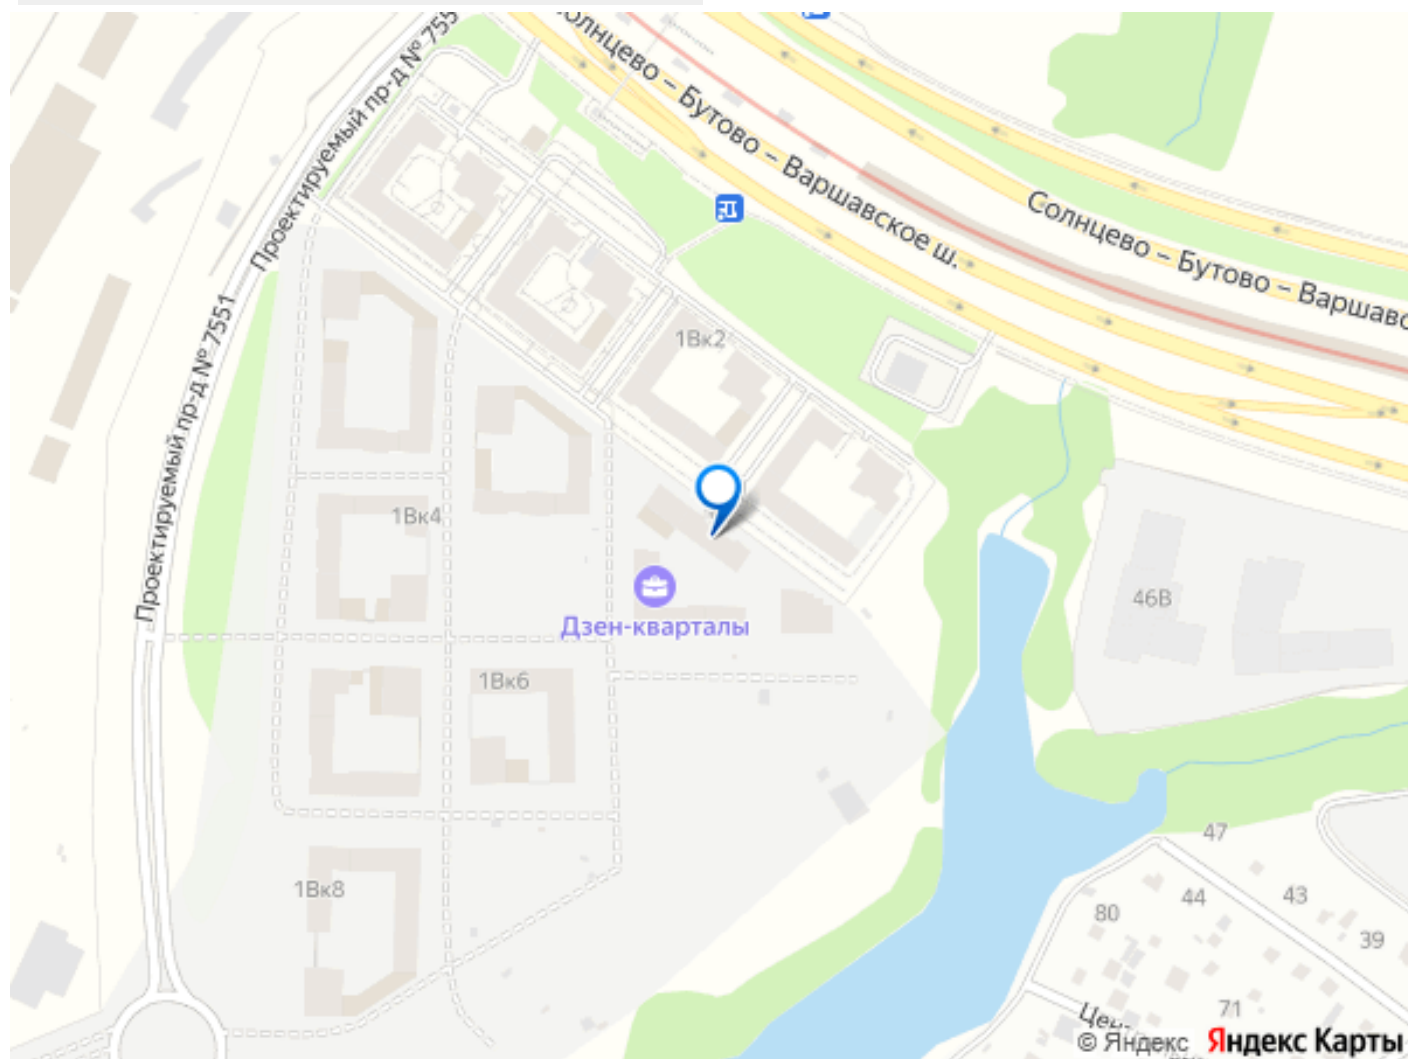 Проектируемый пр-д № 755
Солнцево – Бутово – Варшавское ш.
Солнцево – Бутово – Варшавс
Проектируемый пр-д № 7551
1Вк2
1Вк4
46В
Дзен-кварталы
1Вк6
47
1Вк8
44
43
80
39
71
© Яндекс Яндекс Карты